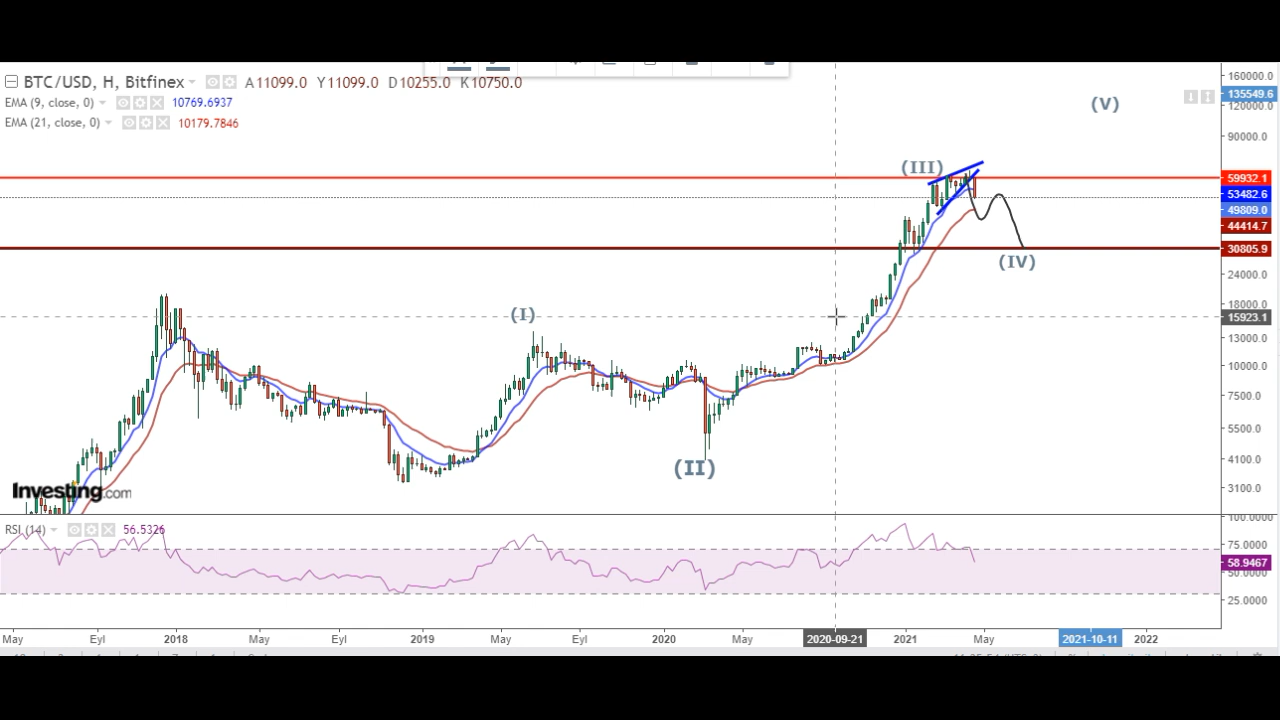 BTC/USD, H, Bitfinex A11099.0 Y11099.0 D10255.0 K10750.0
EMA (9, close, 0) 10769.6937
EMA (21, close, 0) 10179.7846
160000.0
135549.6
(V)
120000.0
90000.0
(III)
59932.1
53482.6
49809.0
44414.7
30805.9
(IV)
24000.0
18000.0
(I)
15923.1
13000.0
10000.0
7500.0
5500.0
(II)
4100.0
3100.0
Investing.com
RSI (14) 56.5326
100.0000
75.0000
58.9467
50.0000
25.0000
May Eyl 2018 May Eyl 2019 May Eyl 2020 May 2020-09-21 2021 May 2021-10-11 2022